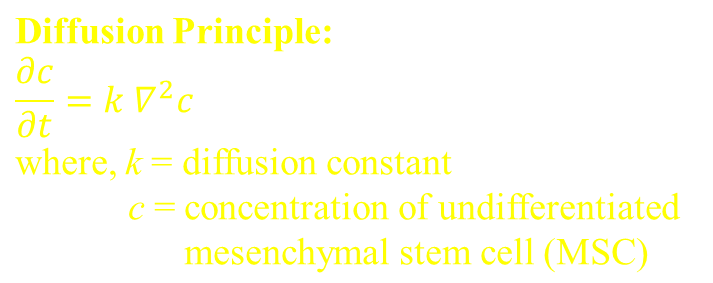 Diffusion Principle:
∂c/∂t = k ∇²c
where, k = diffusion constant
c = concentration of undifferentiated
mesenchymal stem cell (MSC)